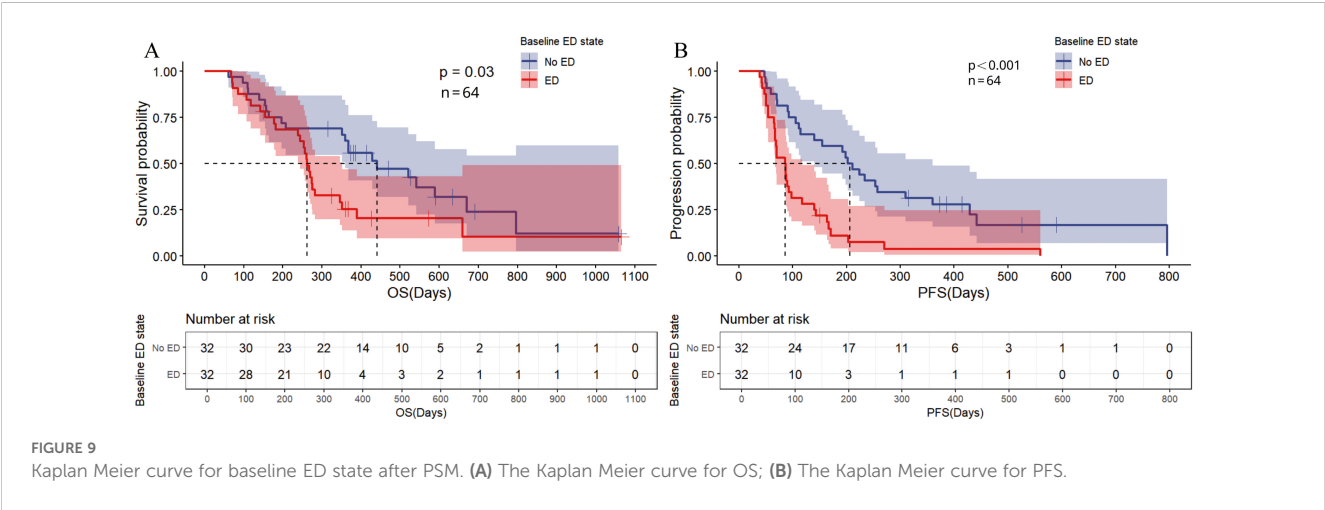 A
Baseline ED state
No ED
ED
p = 0.03
n=64
1.00
0.75
0.50
0.25
0.00
Survival probability
0 100 200 300 400 500 600 700 800 900 1000 1100
OS(Days)
Number at risk
Baseline ED state
No ED 32 30 23 22 14 10 5 2 1 1 1 0
ED 32 28 21 10 4 3 2 1 1 1 1 0
0 100 200 300 400 500 600 700 800 900 1000 1100
OS(Days)
B
Baseline ED state
No ED
ED
p<0.001
n=64
1.00
0.75
0.50
0.25
0.00
Progression probability
0 100 200 300 400 500 600 700 800
PFS(Days)
Number at risk
Baseline ED state
No ED 32 24 17 11 6 3 1 1 0
ED 32 10 3 1 1 1 0 0 0
0 100 200 300 400 500 600 700 800
PFS(Days)
FIGURE 9
Kaplan Meier curve for baseline ED state after PSM. (A) The Kaplan Meier curve for OS; (B) The Kaplan Meier curve for PFS.